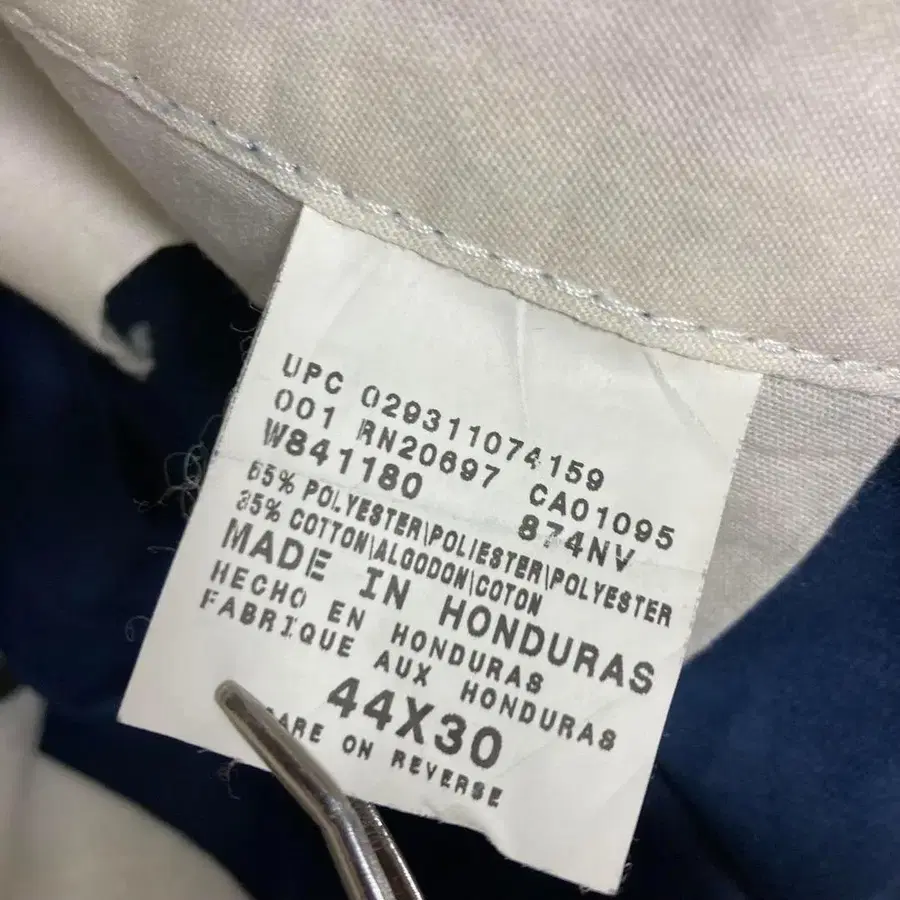 UPC 029311074159
001 RN20697 CA01095
W841180 874NV
65% POLYESTER\POLIESTER\POLYESTER
35% COTTON\ALGODON\COTON
MADE IN HONDURAS
HECHO EN HONDURAS
FABRIQUE AUX HONDURAS
44X30
CARE ON REVERSE